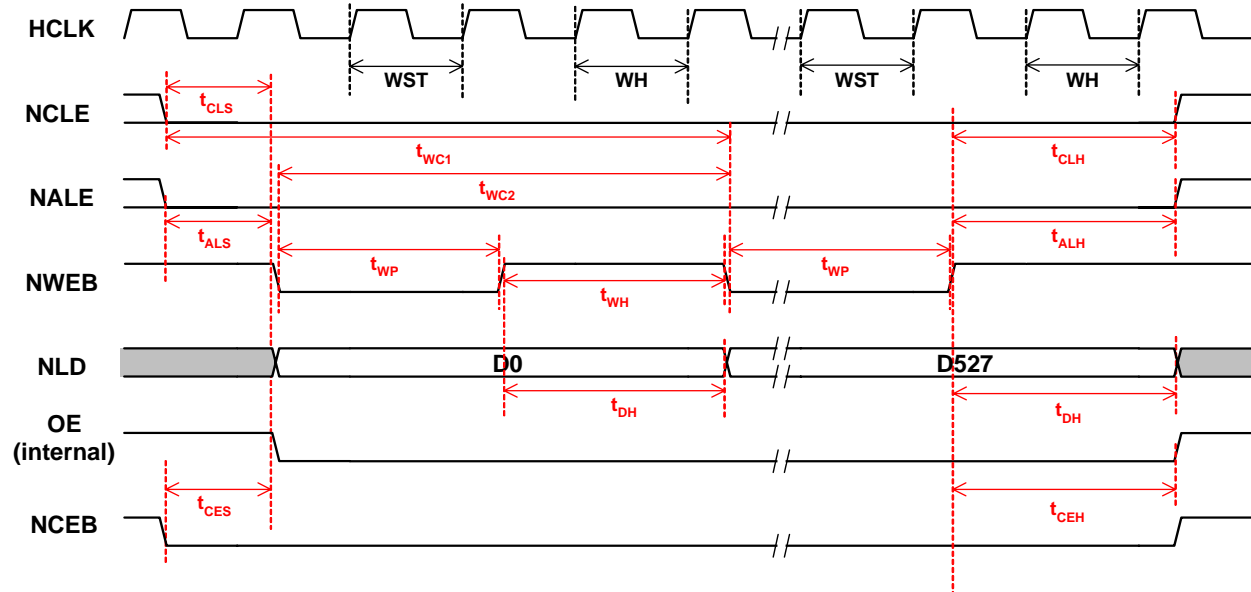 HCLK
WST WH WST WH
NCLE
tCLS
tWC1 tCLH
NALE
tWC2
tALS tALH
NWEB
tWP tWP
tWH
NLD D0 D527
tDH tDH
OE
(internal)
tCES tCEH
NCEB